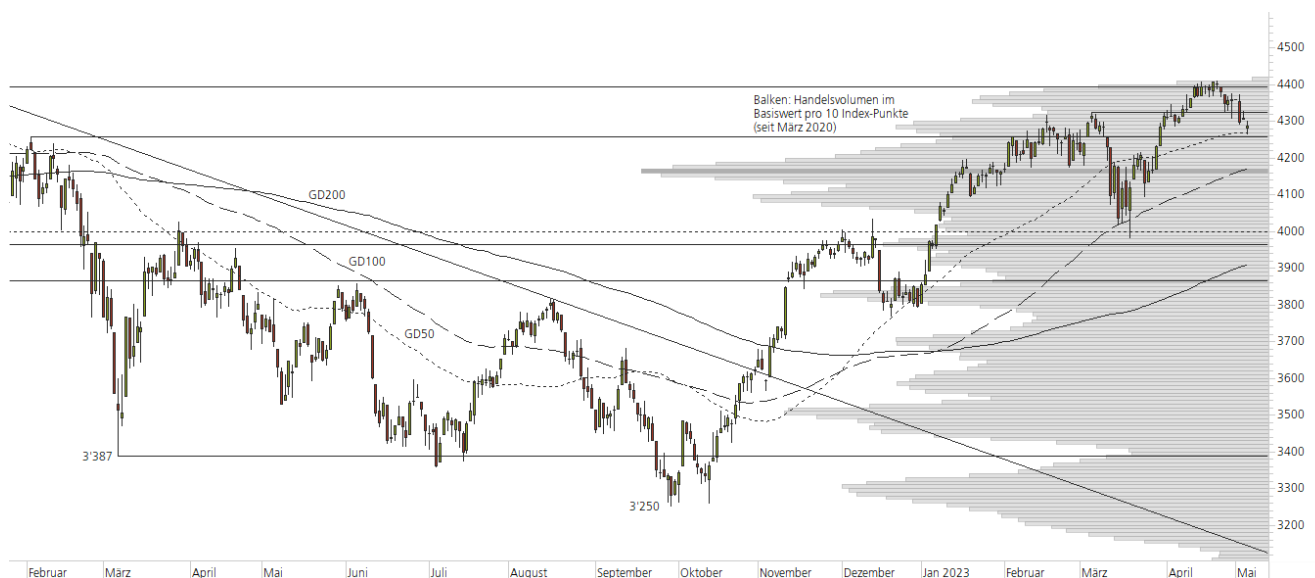 4500
4400
Balken: Handelsvolumen im
Basiswert pro 10 Index-Punkte
(seit März 2020)
4300
4200
GD200
4100
4000
GD100
3900
3800
GD50
3700
3600
3500
3'387
3400
3300
3'250
3200
Februar März April Mai Juni Juli August September Oktober November Dezember Jan 2023 Februar März April Mai